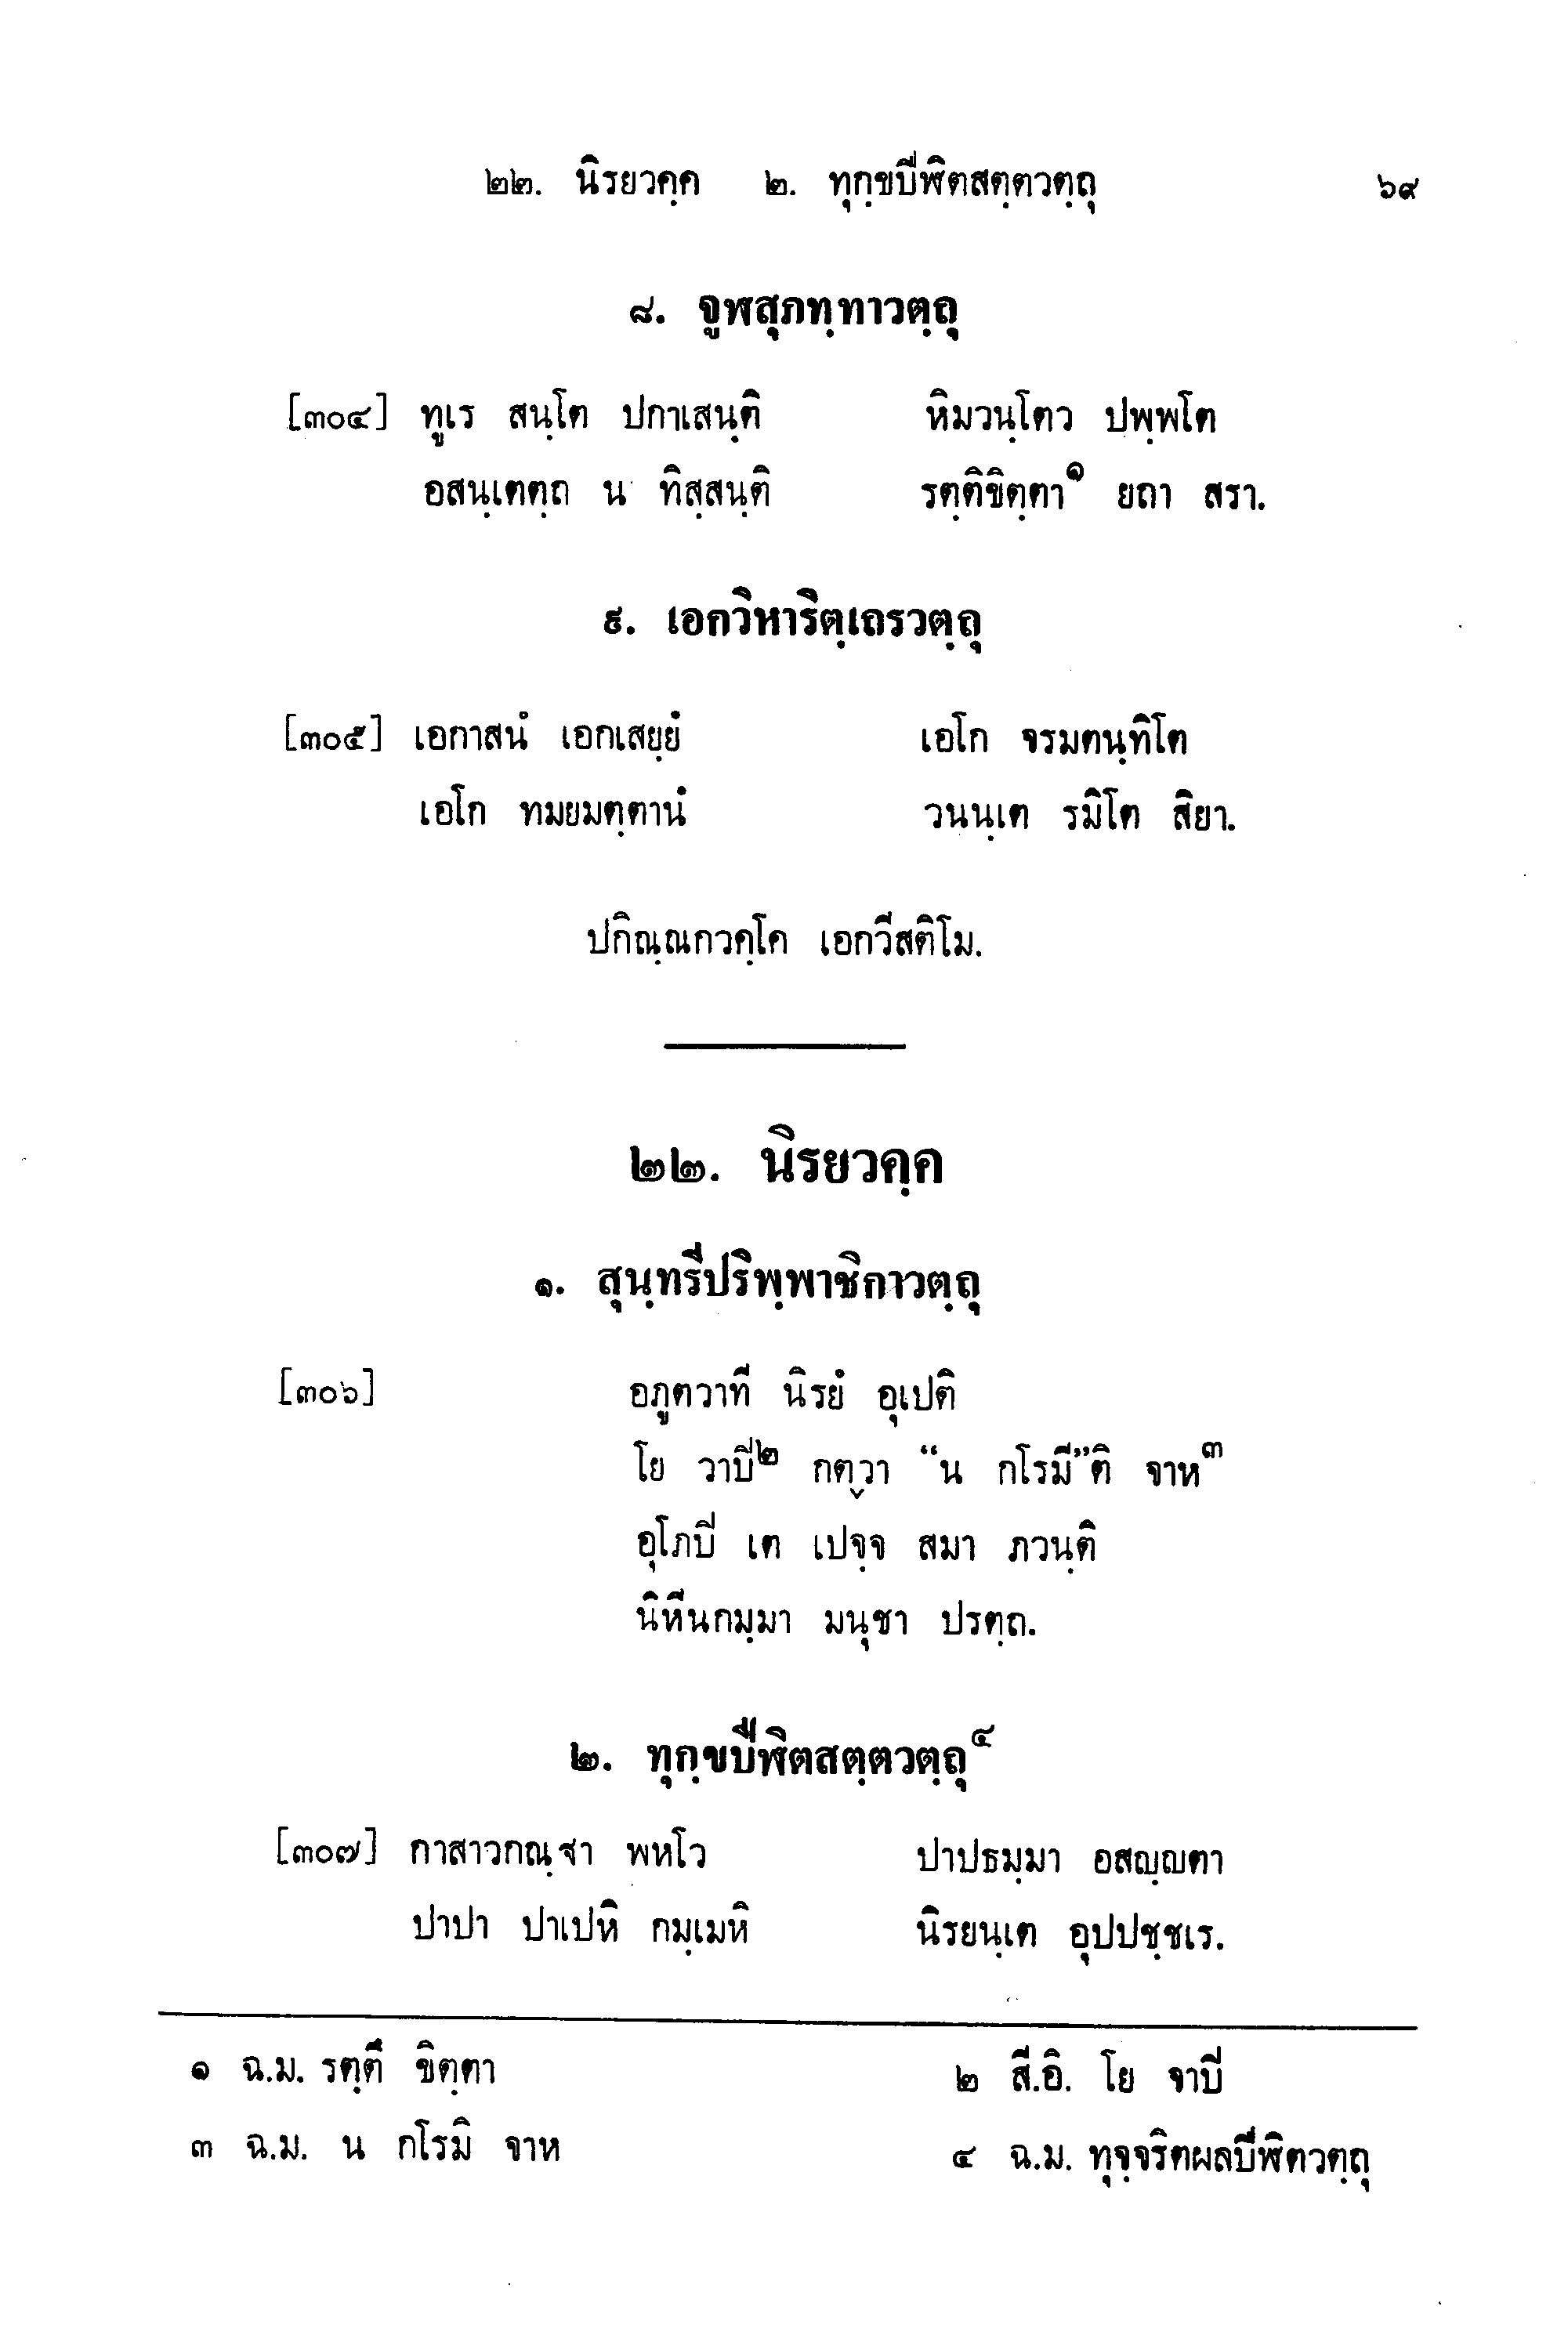 ๒๒. นิรยวคฺค ๒. ทุกฺขปีฬิตสตฺตวตฺถุ ๖๙
๘. จูฬสุภทฺทาวตฺถุ
[๓๐๔] ทูเร สนฺโต ปกาเสนฺติ หิมวนฺโตว ปพฺพโต
อสนฺเตตฺถ น ทิสฺสนฺติ รตฺติขิตฺตา๑ ยถา สรา.
๙. เอกวิหาริตฺเถรวตฺถุ
[๓๐๕] เอกาสนํ เอกเสยฺยํ เอโก จรมตนฺทิโต
เอโก ทมยมตฺตานํ วนนฺเต รมิโต สิยา.
ปกิณฺณกวคฺโค เอกวีสติโม.
๒๒. นิรยวคฺค
๑. สุนฺทรีปริพฺพาชิกาวตฺถุ
[๓๐๖] อภูตวาที นิรยํ อุเปติ
โย วาปี๒ กตฺวา “น กโรมี”ติ จาห๓
อุโภปี เต เปจฺจ สมา ภวนฺติ
นิหีนกมฺมา มนุชา ปรตฺถ.
๒. ทุกฺขปีฬิตสตฺตวตฺถุ๔
[๓๐๗] กาสาวกณฺฐา พหโว ปาปธมฺมา อสญฺญตา
ปาปา ปาเปหิ กมฺเมหิ นิรยนฺเต อุปปชฺชเร.
๑ ฉ.ม. รตฺตึ ขิตฺตา ๒ สี.อิ. โย จาปี
๓ ฉ.ม. น กโรมิ จาห ๔ ฉ.ม. ทุจฺจริตผลปีฬิตวตฺถุ